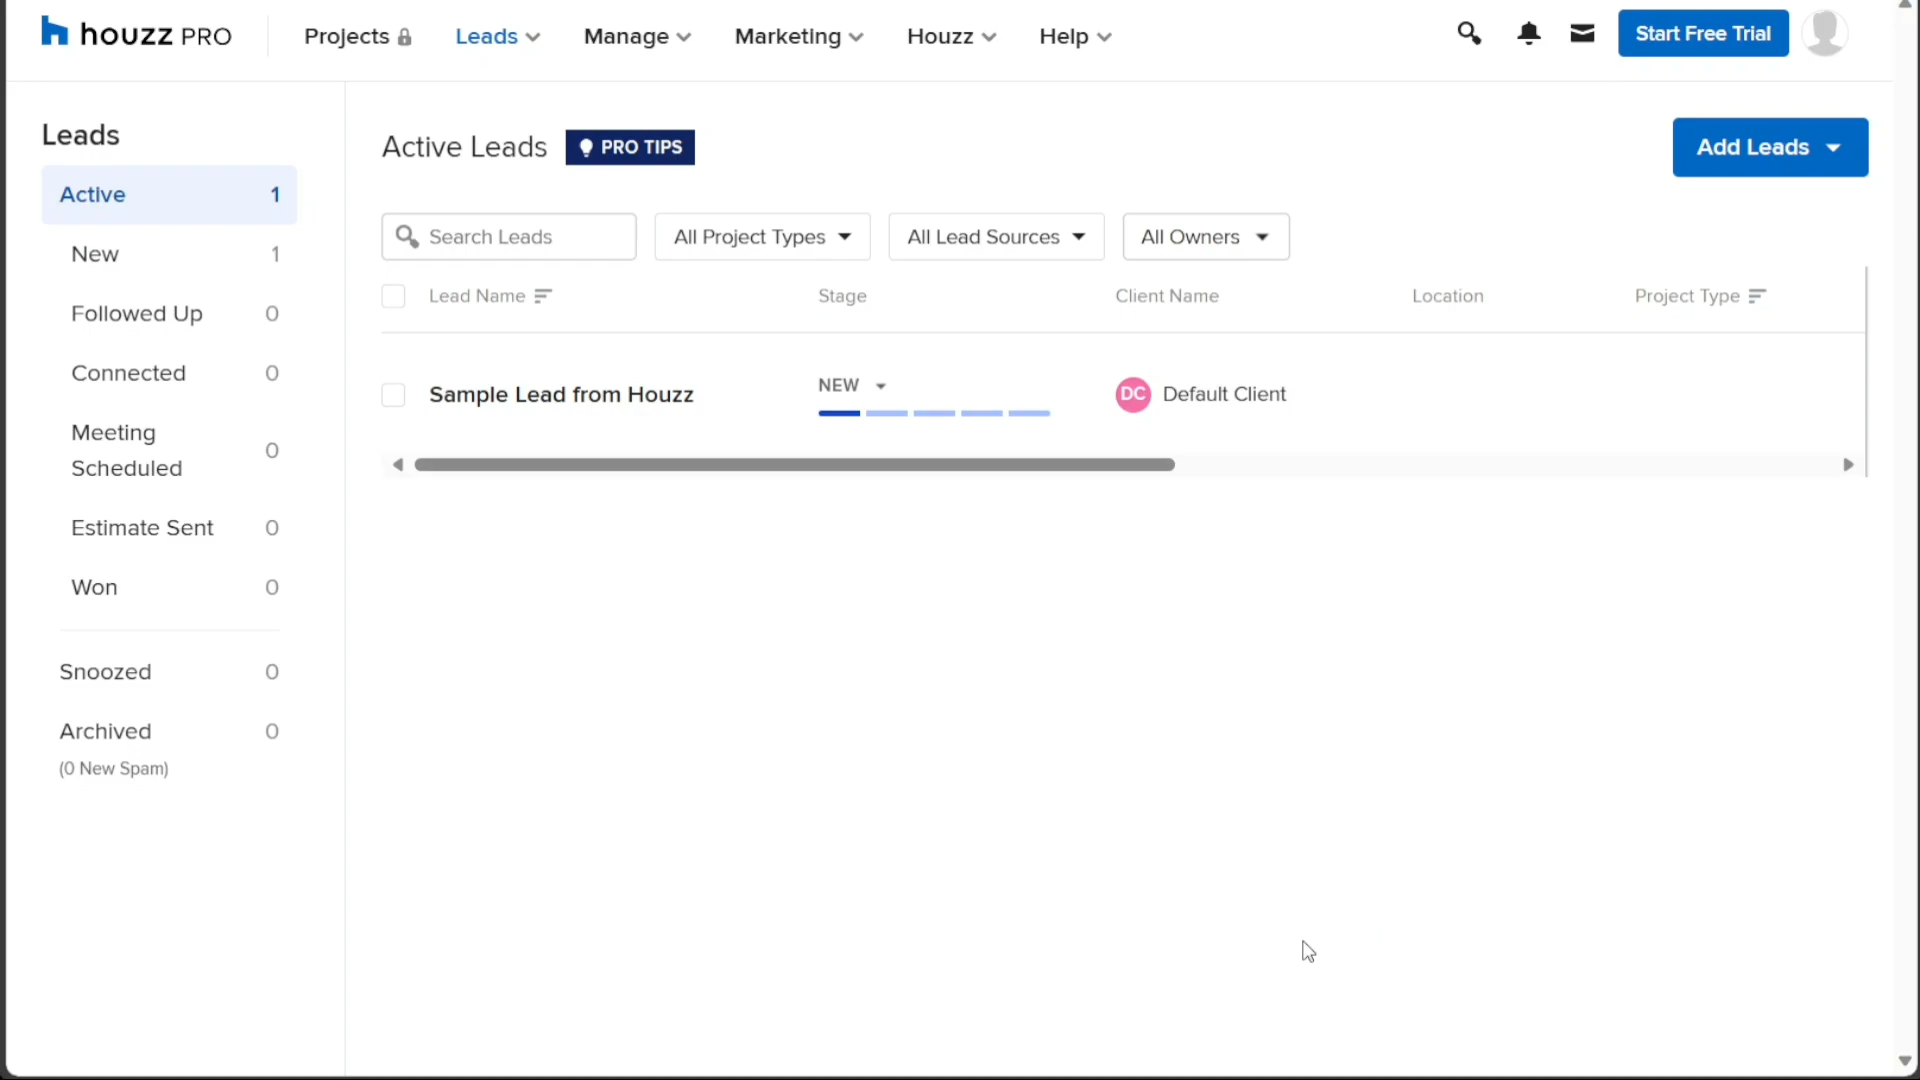 houzz PRO Projects Leads Manage Marketing Houzz Help Start Free Trial
Leads
Active 1
New 1
Followed Up 0
Connected 0
Meeting
Scheduled 0
Estimate Sent 0
Won 0
Snoozed 0
Archived 0
(0 New Spam)
Active Leads PRO TIPS Add Leads
Search Leads All Project Types All Lead Sources All Owners
Lead Name Stage Client Name Location Project Type
Sample Lead from Houzz NEW DC Default Client